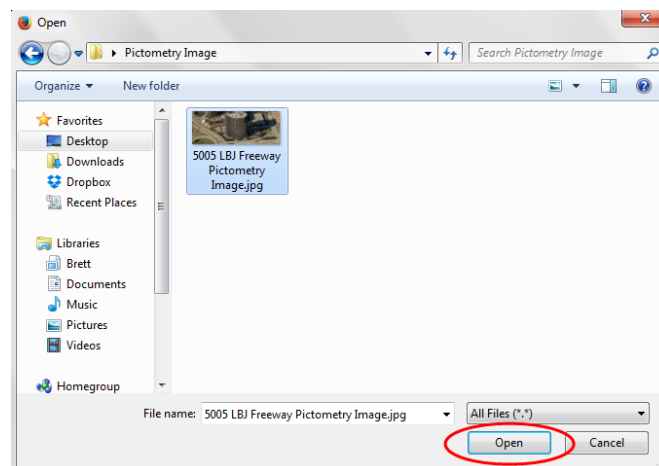 Open
Pictometry Image
Search Pictometry Image
Organize
New folder
Favorites
Desktop
Downloads
Dropbox
Recent Places
Libraries
Brett
Documents
Music
Pictures
Videos
Homegroup
5005 LBJ Freeway
Pictometry
Image.jpg
File name: 5005 LBJ Freeway Pictometry Image.jpg
All Files (*.*)
Open
Cancel